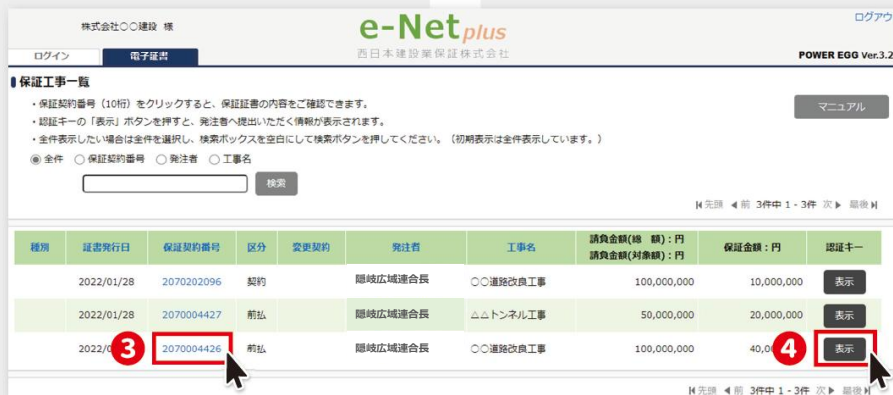 株式会社○○建設 様
e-Net plus
ログアウ
ログイン
電子証書
西日本建設業保証株式会社
POWER EGG Ver.3.2
保証工事一覧
・保証契約番号（10桁）をクリックすると、保証証書の内容をご確認できます。
マニュアル
・認証キーの「表示」ボタンを押すと、発注者へ提出いただく情報が表示されます。
・全件表示したい場合は全件を選択し、検索ボックスを空白にして検索ボタンを押してください。（初期表示は全件表示しています。）
全件 保証契約番号 発注者 工事名
検索
先頭 前 3件中 1 - 3件 次 最後
種別 証書発行日 保証契約番号 区分 変更契約 発注者 工事名 請負金額(総 額)：円 保証金額：円 認証キー
請負金額(対象額)：円
2022/01/28 2070202096 契約 隠岐広域連合長 ○○道路改良工事 100,000,000 10,000,000 表示
2022/01/28 2070004427 前払 隠岐広域連合長 △△トンネル工事 50,000,000 20,000,000 表示
2022/0 3 2070004426 前払 隠岐広域連合長 ○○道路改良工事 100,000,000 40,0 4 表示
先頭 前 3件中 1 - 3件 次 最後